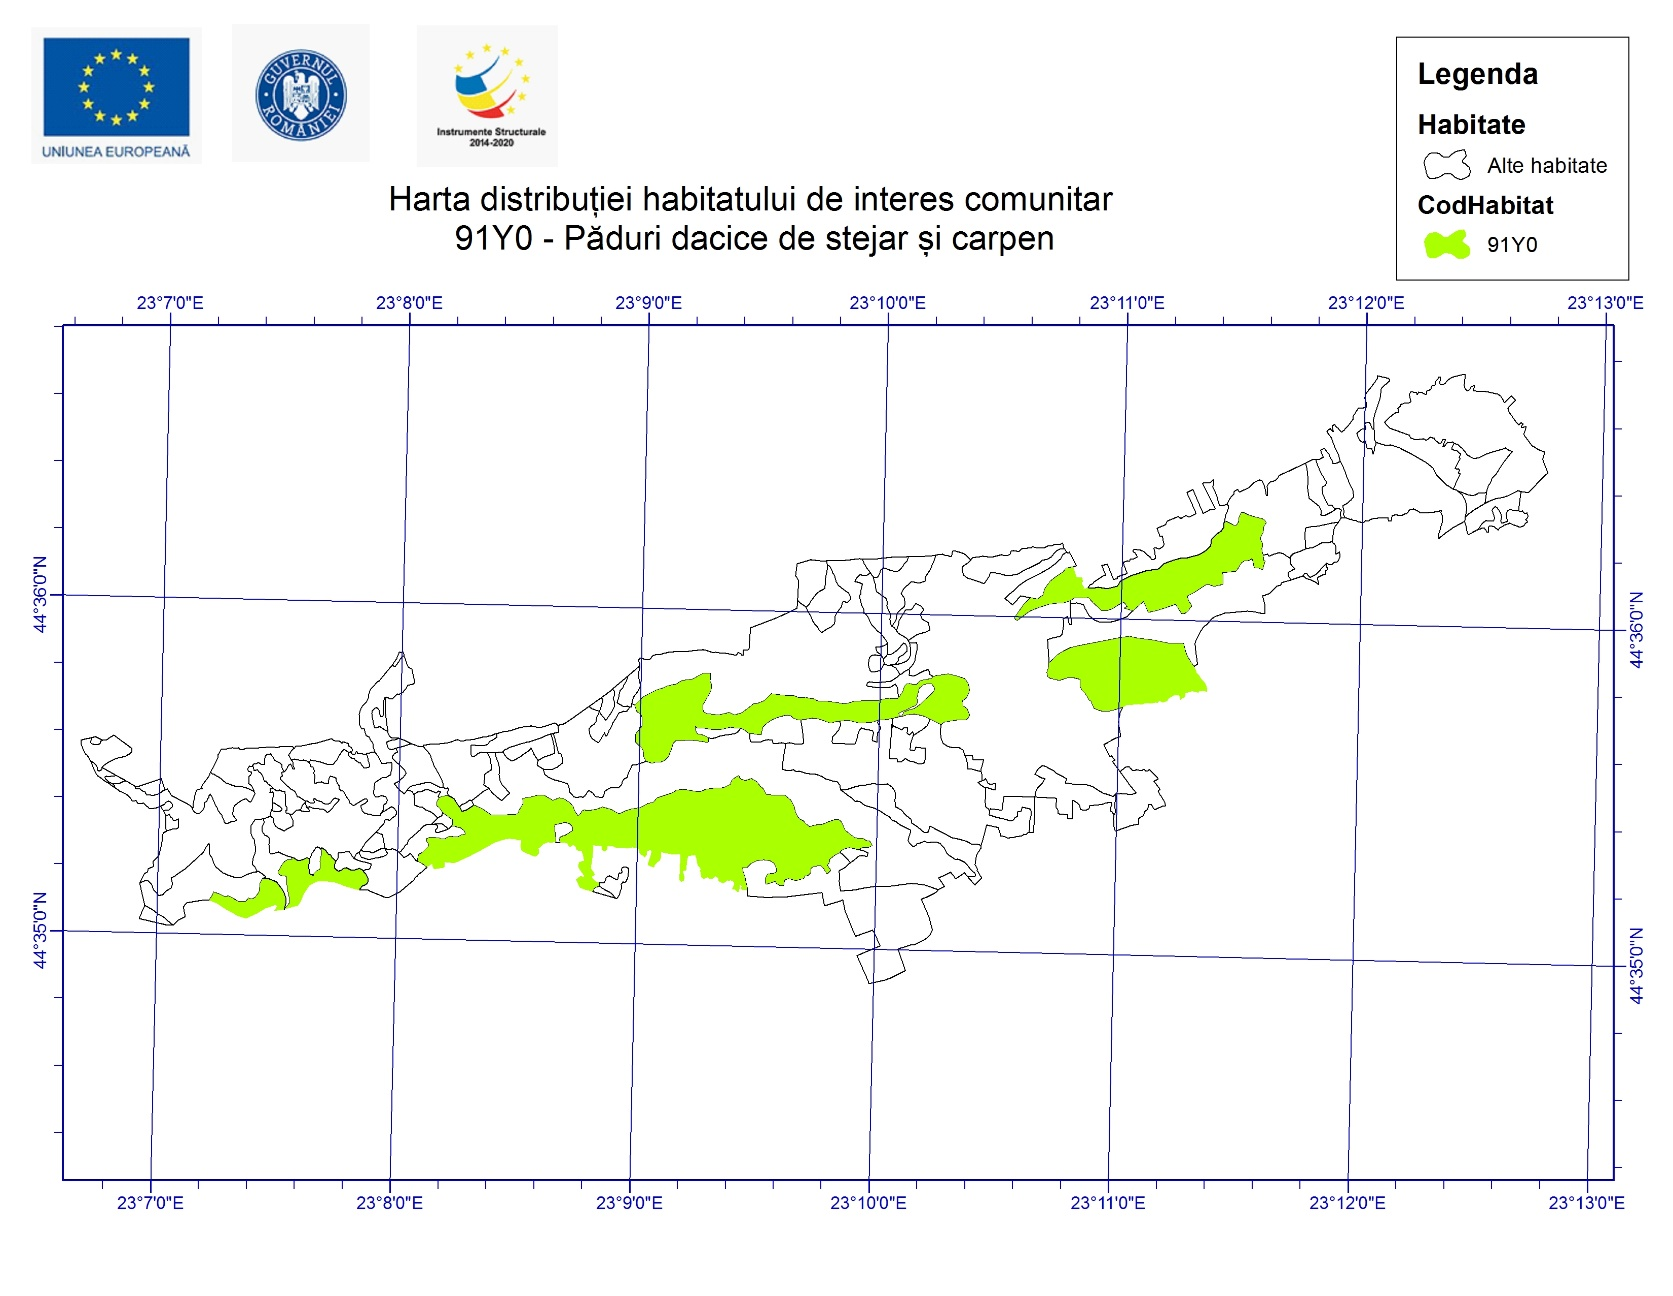 UNIUNEA EUROPEANĂ
GUVERNUL ROMÂNIEI
Instrumente Structurale
2014-2020
Harta distribuției habitatului de interes comunitar
91Y0 - Păduri dacice de stejar și carpen
Legenda
Habitate
Alte habitate
CodHabitat
91Y0
23°7'0"E 23°8'0"E 23°9'0"E 23°10'0"E 23°11'0"E 23°12'0"E 23°13'0"E
44°36'0"N
44°36'0"N
44°35'0"N
44°35'0"N
23°7'0"E 23°8'0"E 23°9'0"E 23°10'0"E 23°11'0"E 23°12'0"E 23°13'0"E